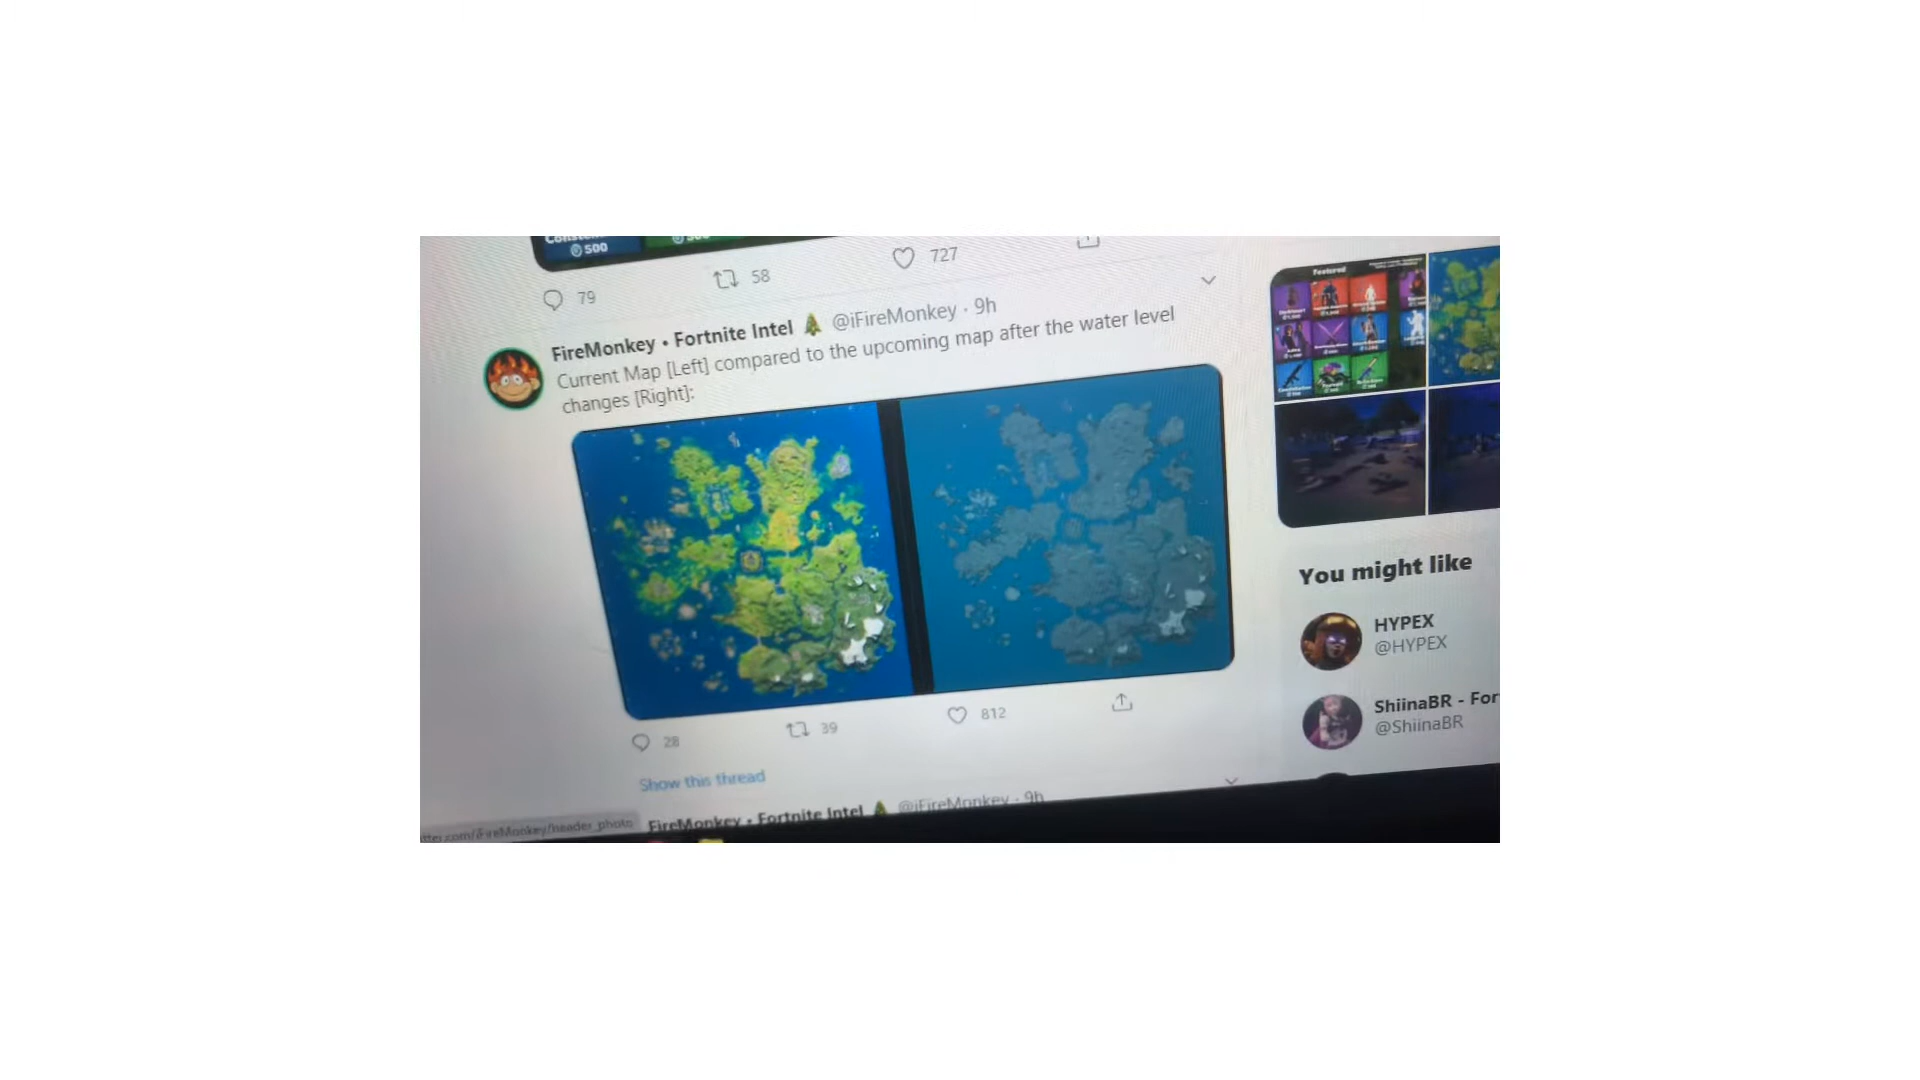 500
79
58
727
FireMonkey • Fortnite Intel @iFireMonkey · 9h
Current Map [Left] compared to the upcoming map after the water level
changes [Right]:
28
39
812
Show this thread
FireMonkey • Fortnite Intel @iFireMonkey · 9h
Featured
You might like
HYPEX
@HYPEX
ShiinaBR - For
@ShiinaBR